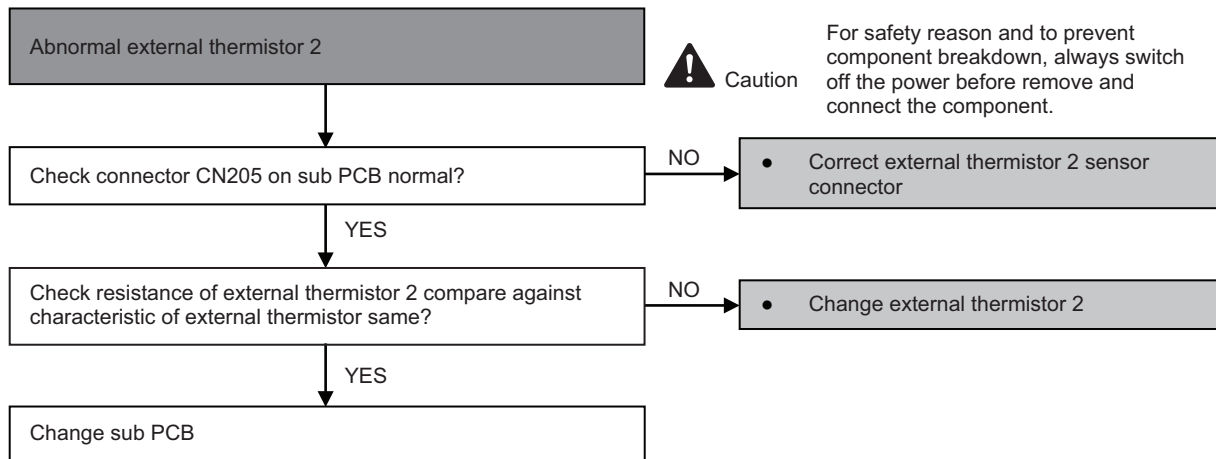 Abnormal external thermistor 2
Caution
For safety reason and to prevent
component breakdown, always switch
off the power before remove and
connect the component.
Check connector CN205 on sub PCB normal?
NO
● Correct external thermistor 2 sensor
connector
YES
Check resistance of external thermistor 2 compare against
characteristic of external thermistor same?
NO
● Change external thermistor 2
YES
Change sub PCB